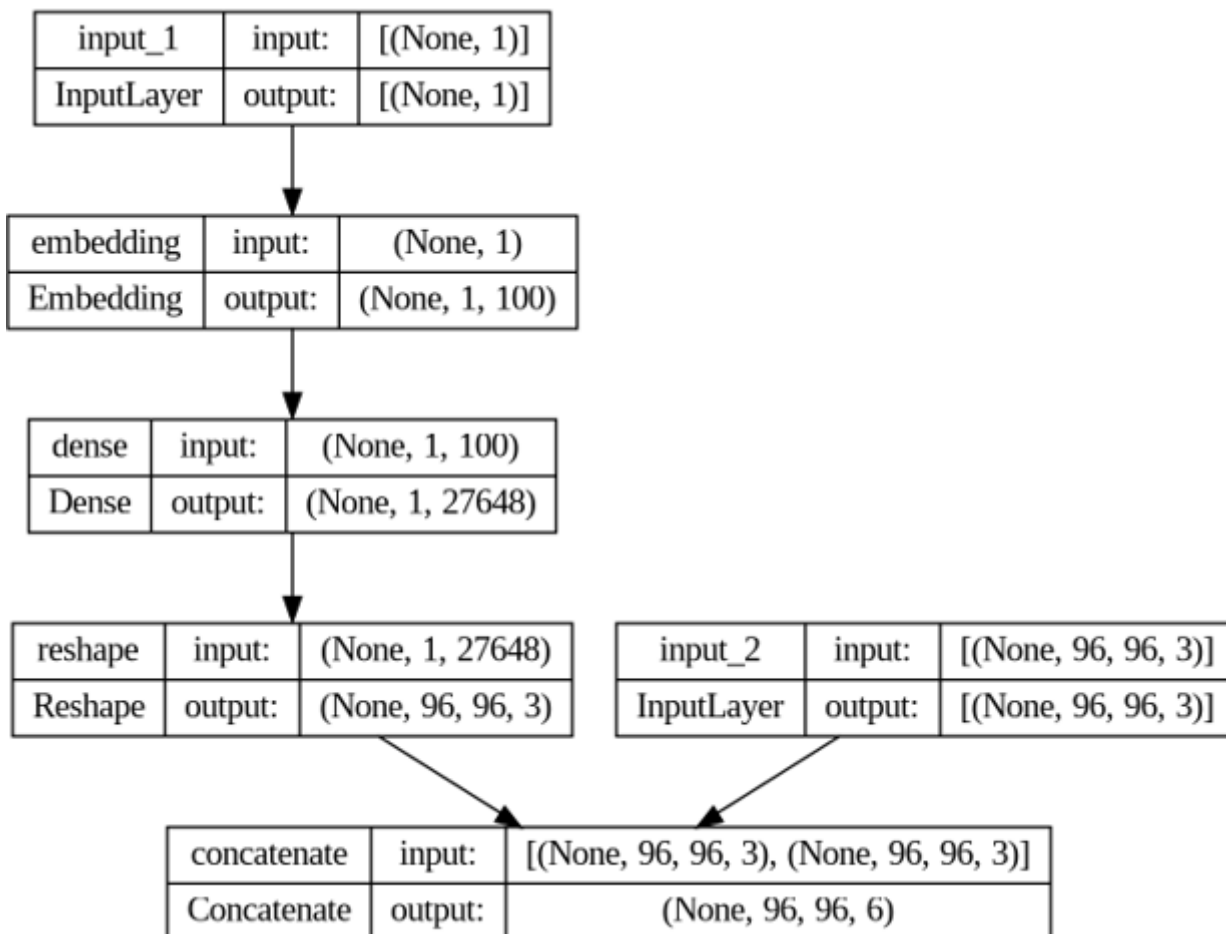 input_1 input: [(None, 1)]
InputLayer output: [(None, 1)]
embedding input: (None, 1)
Embedding output: (None, 1, 100)
dense input: (None, 1, 100)
Dense output: (None, 1, 27648)
reshape input: (None, 1, 27648)
Reshape output: (None, 96, 96, 3)
input_2 input: [(None, 96, 96, 3)]
InputLayer output: [(None, 96, 96, 3)]
concatenate input: [(None, 96, 96, 3), (None, 96, 96, 3)]
Concatenate output: (None, 96, 96, 6)